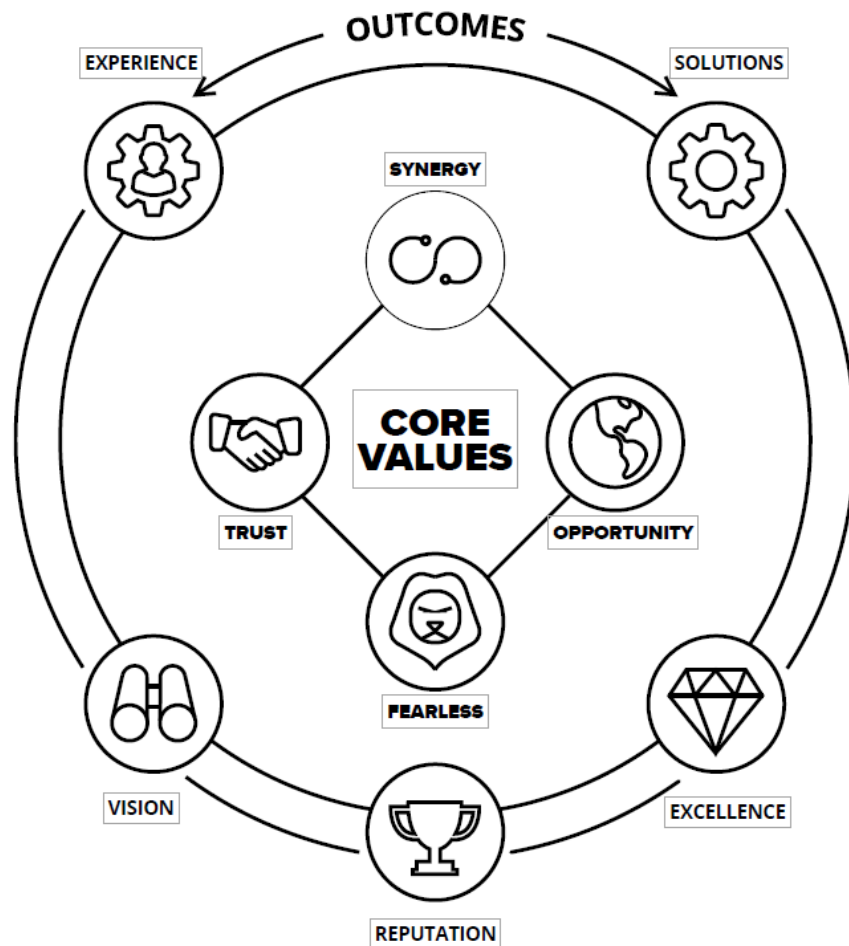 OUTCOMES
EXPERIENCE
SOLUTIONS
SYNERGY
CORE
VALUES
TRUST
OPPORTUNITY
FEARLESS
VISION
EXCELLENCE
REPUTATION